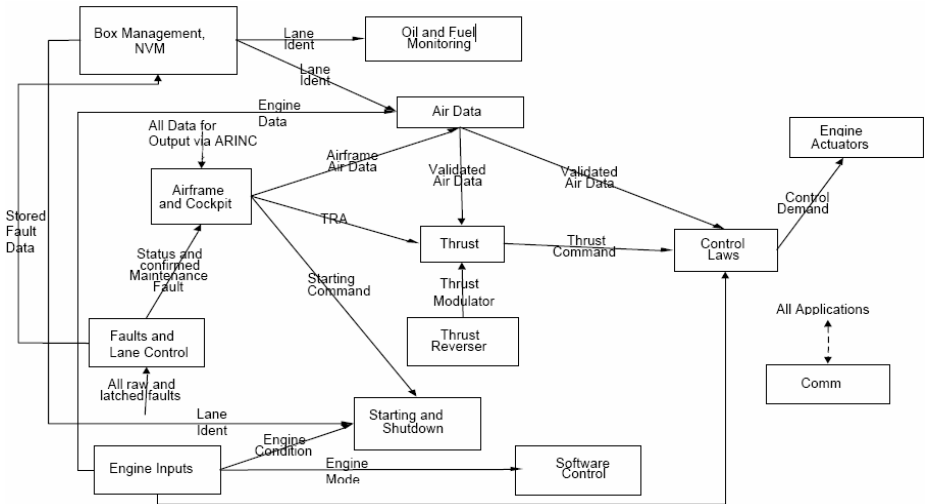 Box Management,
NVM
Lane
Ident
Oil and Fuel
Monitoring
Lane
Ident
Engine
Data
Air Data
All Data for
Output via ARINC
Engine
Actuators
Airframe
Air Data
Validated
Air Data
Validated
Air Data
Airframe
and Cockpit
Control
Demand
Stored
Fault
Data
TRA
Thrust
Thrust
Command
Control
Laws
Status and
confirmed
Maintenance
Fault
Starting
Command
Thrust
Modulator
All Applications
Faults and
Lane Control
Thrust
Reverser
All raw and
latched faults
Comm
Lane
Ident
Starting and
Shutdown
Engine
Condition
Engine Inputs
Engine
Mode
Software
Control